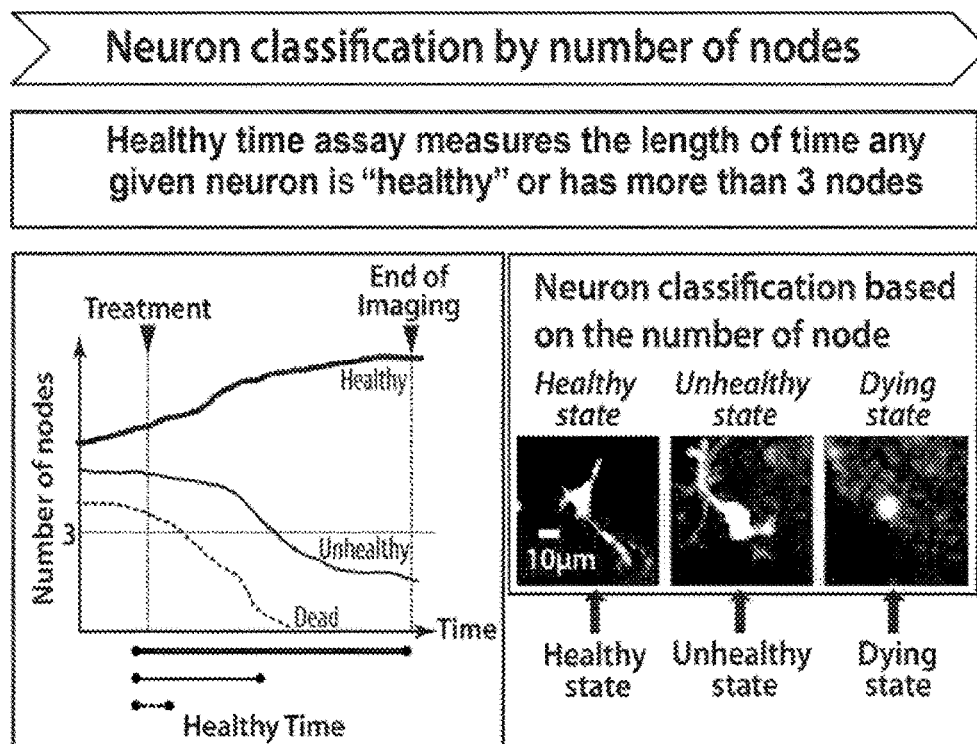 Neuron classification by number of nodes
Healthy time assay measures the length of time any
given neuron is "healthy" or has more than 3 nodes
Treatment
End of
Imaging
Healthy
Number of nodes
3
Unhealthy
Dead
Time
Healthy Time
Neuron classification based
on the number of node
Healthy
state
Unhealthy
state
Dying
state
10µm
Healthy
state
Unhealthy
state
Dying
state